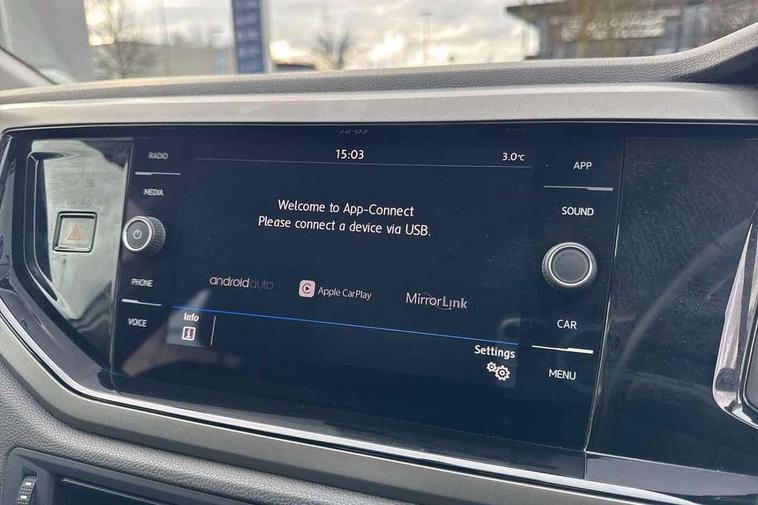 15:03
3.0°C
RADIO
MEDIA
PHONE
VOICE
Welcome to App-Connect
Please connect a device via USB.
androidauto
Apple CarPlay
MirrorLink
Info
Settings
APP
SOUND
CAR
MENU